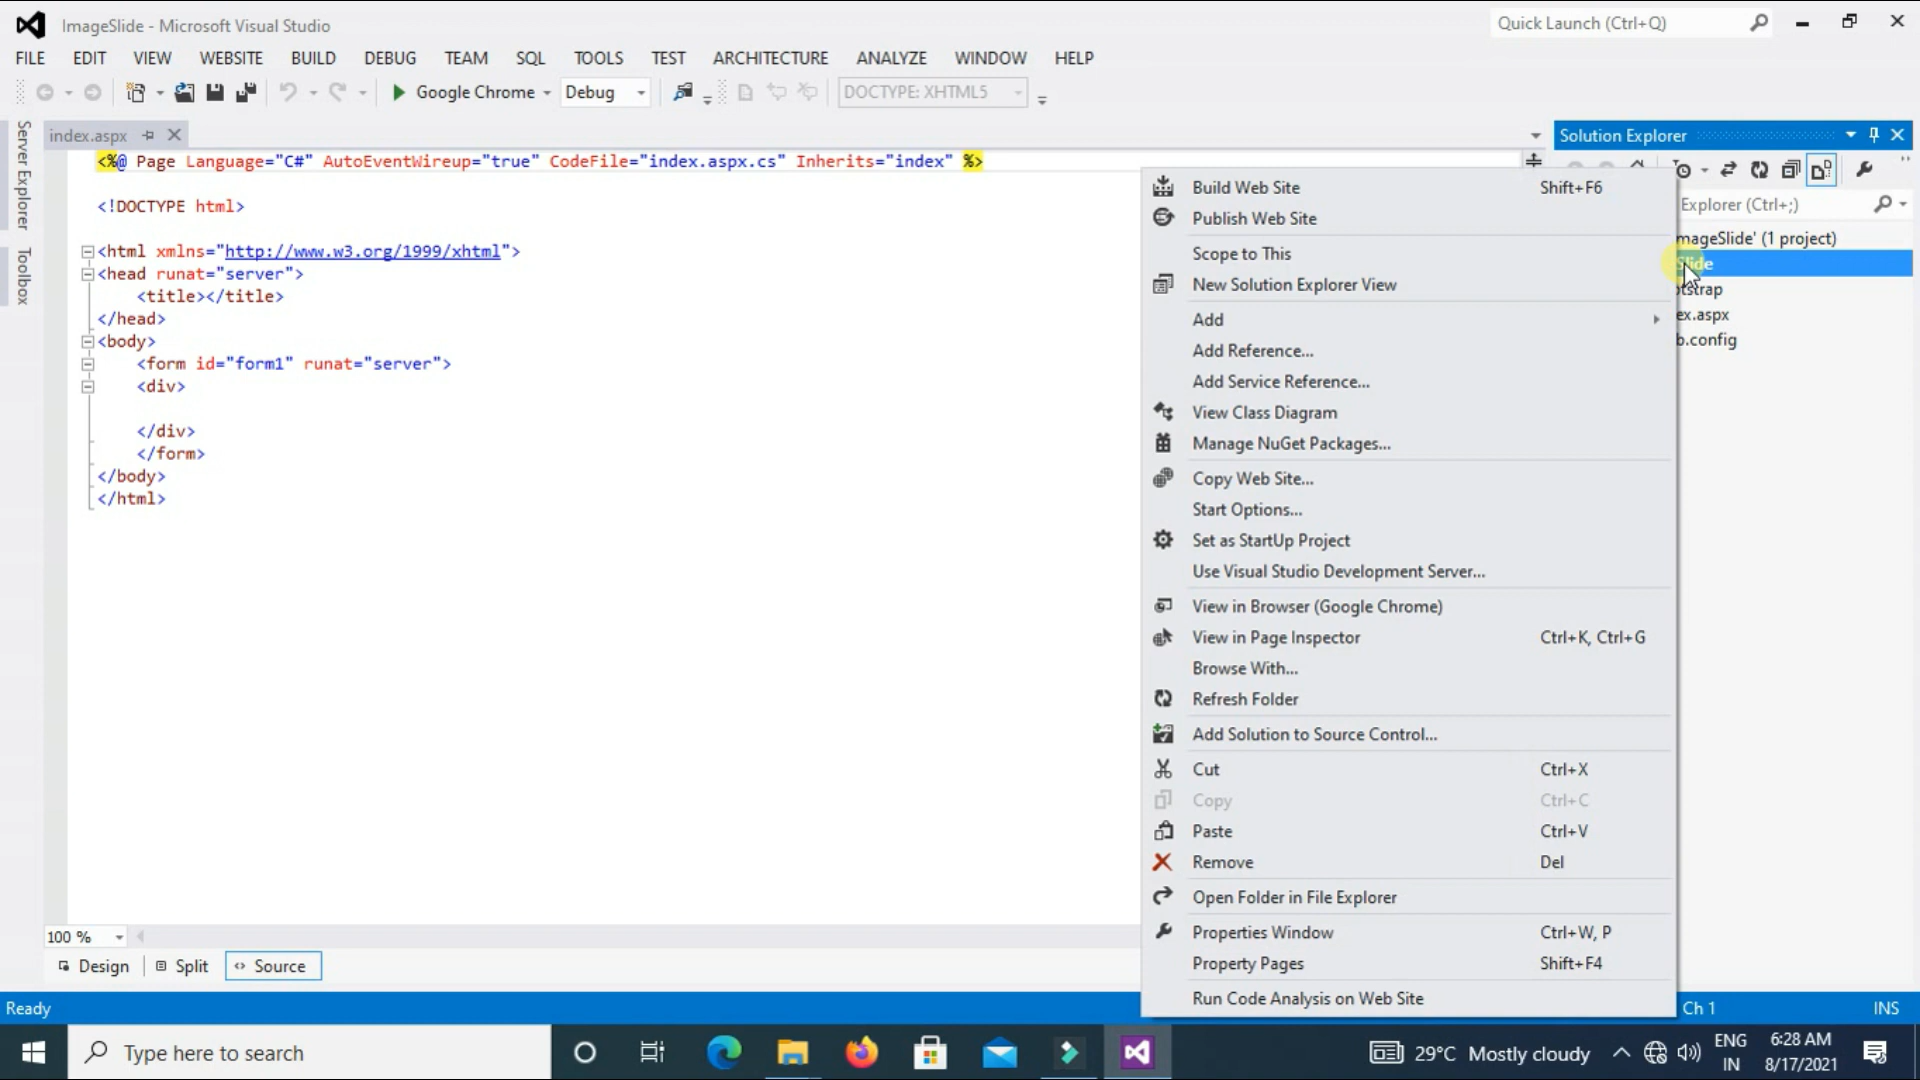 ImageSlide - Microsoft Visual Studio
Quick Launch (Ctrl+Q)
FILE EDIT VIEW WEBSITE BUILD DEBUG TEAM SQL TOOLS TEST ARCHITECTURE ANALYZE WINDOW HELP
Google Chrome Debug DOCTYPE: XHTML5
Server Explorer
Toolbox
index.aspx
<%@ Page Language="C#" AutoEventWireup="true" CodeFile="index.aspx.cs" Inherits="index" %>
<!DOCTYPE html>
<html xmlns="http://www.w3.org/1999/xhtml">
<head runat="server">
<title></title>
</head>
<body>
<form id="form1" runat="server">
<div>
</div>
</form>
</body>
</html>
100 %
Design Split Source
Build Web Site Shift+F6
Publish Web Site
Scope to This
New Solution Explorer View
Add
Add Reference...
Add Service Reference...
View Class Diagram
Manage NuGet Packages...
Copy Web Site...
Start Options...
Set as StartUp Project
Use Visual Studio Development Server...
View in Browser (Google Chrome)
View in Page Inspector Ctrl+K, Ctrl+G
Browse With...
Refresh Folder
Add Solution to Source Control...
Cut Ctrl+X
Copy Ctrl+C
Paste Ctrl+V
Remove Del
Open Folder in File Explorer
Properties Window Ctrl+W, P
Property Pages Shift+F4
Run Code Analysis on Web Site
Solution Explorer
Explorer (Ctrl+;)
mageSlide' (1 project)
Slide
tstrap
ex.aspx
b.config
Ready Ch 1 INS
Type here to search
29°C Mostly cloudy
ENG
IN
6:28 AM
8/17/2021